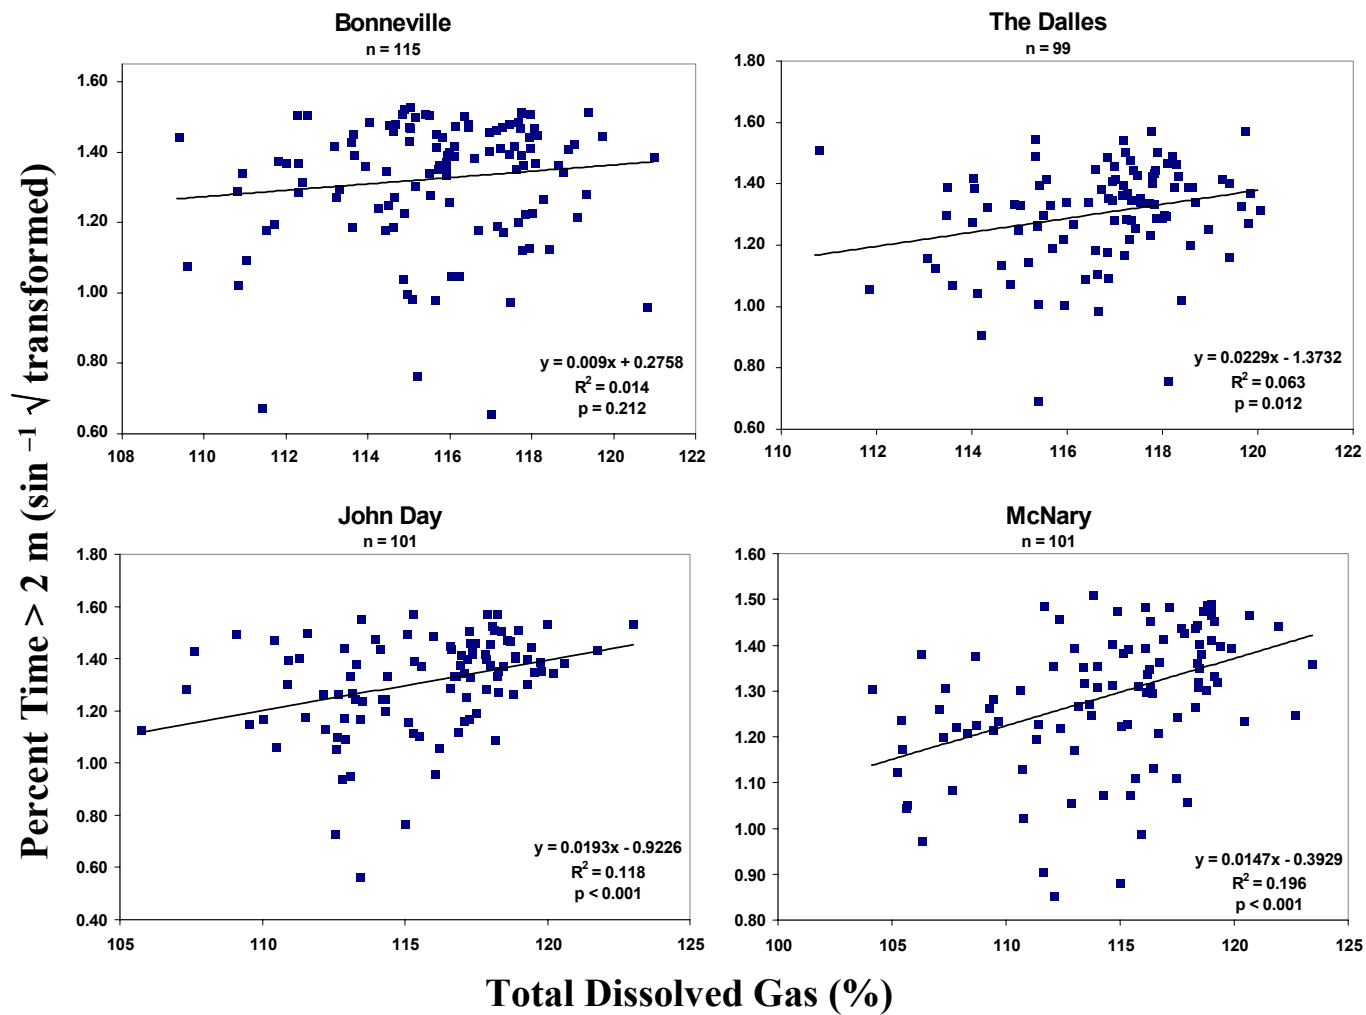 Percent Time > 2 m (sin ⁻¹ √ transformed)
Bonneville
n = 115
1.60
1.40
1.20
1.00
0.80
0.60
108 110 112 114 116 118 120 122
y = 0.009x + 0.2758
R² = 0.014
p = 0.212
The Dalles
n = 99
1.80
1.60
1.40
1.20
1.00
0.80
0.60
110 112 114 116 118 120 122
y = 0.0229x - 1.3732
R² = 0.063
p = 0.012
John Day
n = 101
1.80
1.60
1.40
1.20
1.00
0.80
0.60
0.40
105 110 115 120 125
y = 0.0193x - 0.9226
R² = 0.118
p < 0.001
McNary
n = 101
1.60
1.50
1.40
1.30
1.20
1.10
1.00
0.90
0.80
100 105 110 115 120 125
y = 0.0147x - 0.3929
R² = 0.196
p < 0.001
Total Dissolved Gas (%)